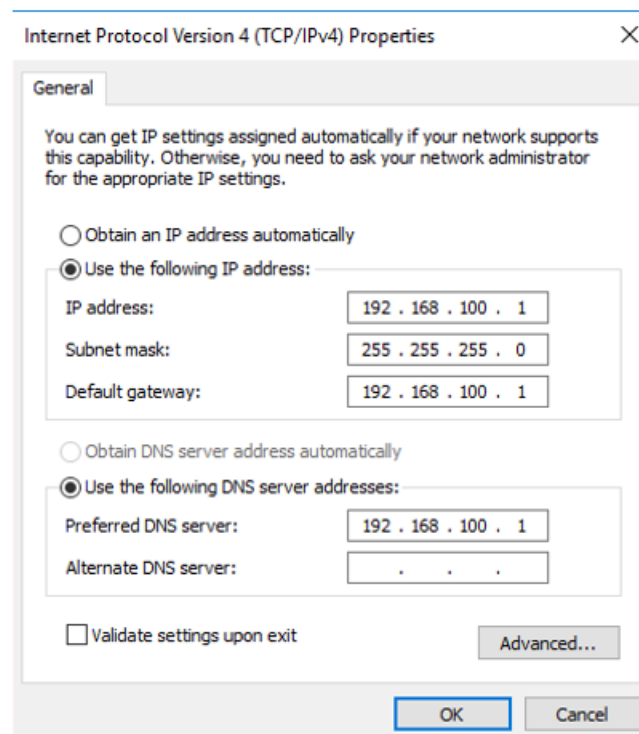 Internet Protocol Version 4 (TCP/IPv4) Properties
General
You can get IP settings assigned automatically if your network supports
this capability. Otherwise, you need to ask your network administrator
for the appropriate IP settings.
Obtain an IP address automatically
Use the following IP address:
IP address: 192 . 168 . 100 . 1
Subnet mask: 255 . 255 . 255 . 0
Default gateway: 192 . 168 . 100 . 1
Obtain DNS server address automatically
Use the following DNS server addresses:
Preferred DNS server: 192 . 168 . 100 . 1
Alternate DNS server: . . .
Validate settings upon exit
Advanced...
OK Cancel